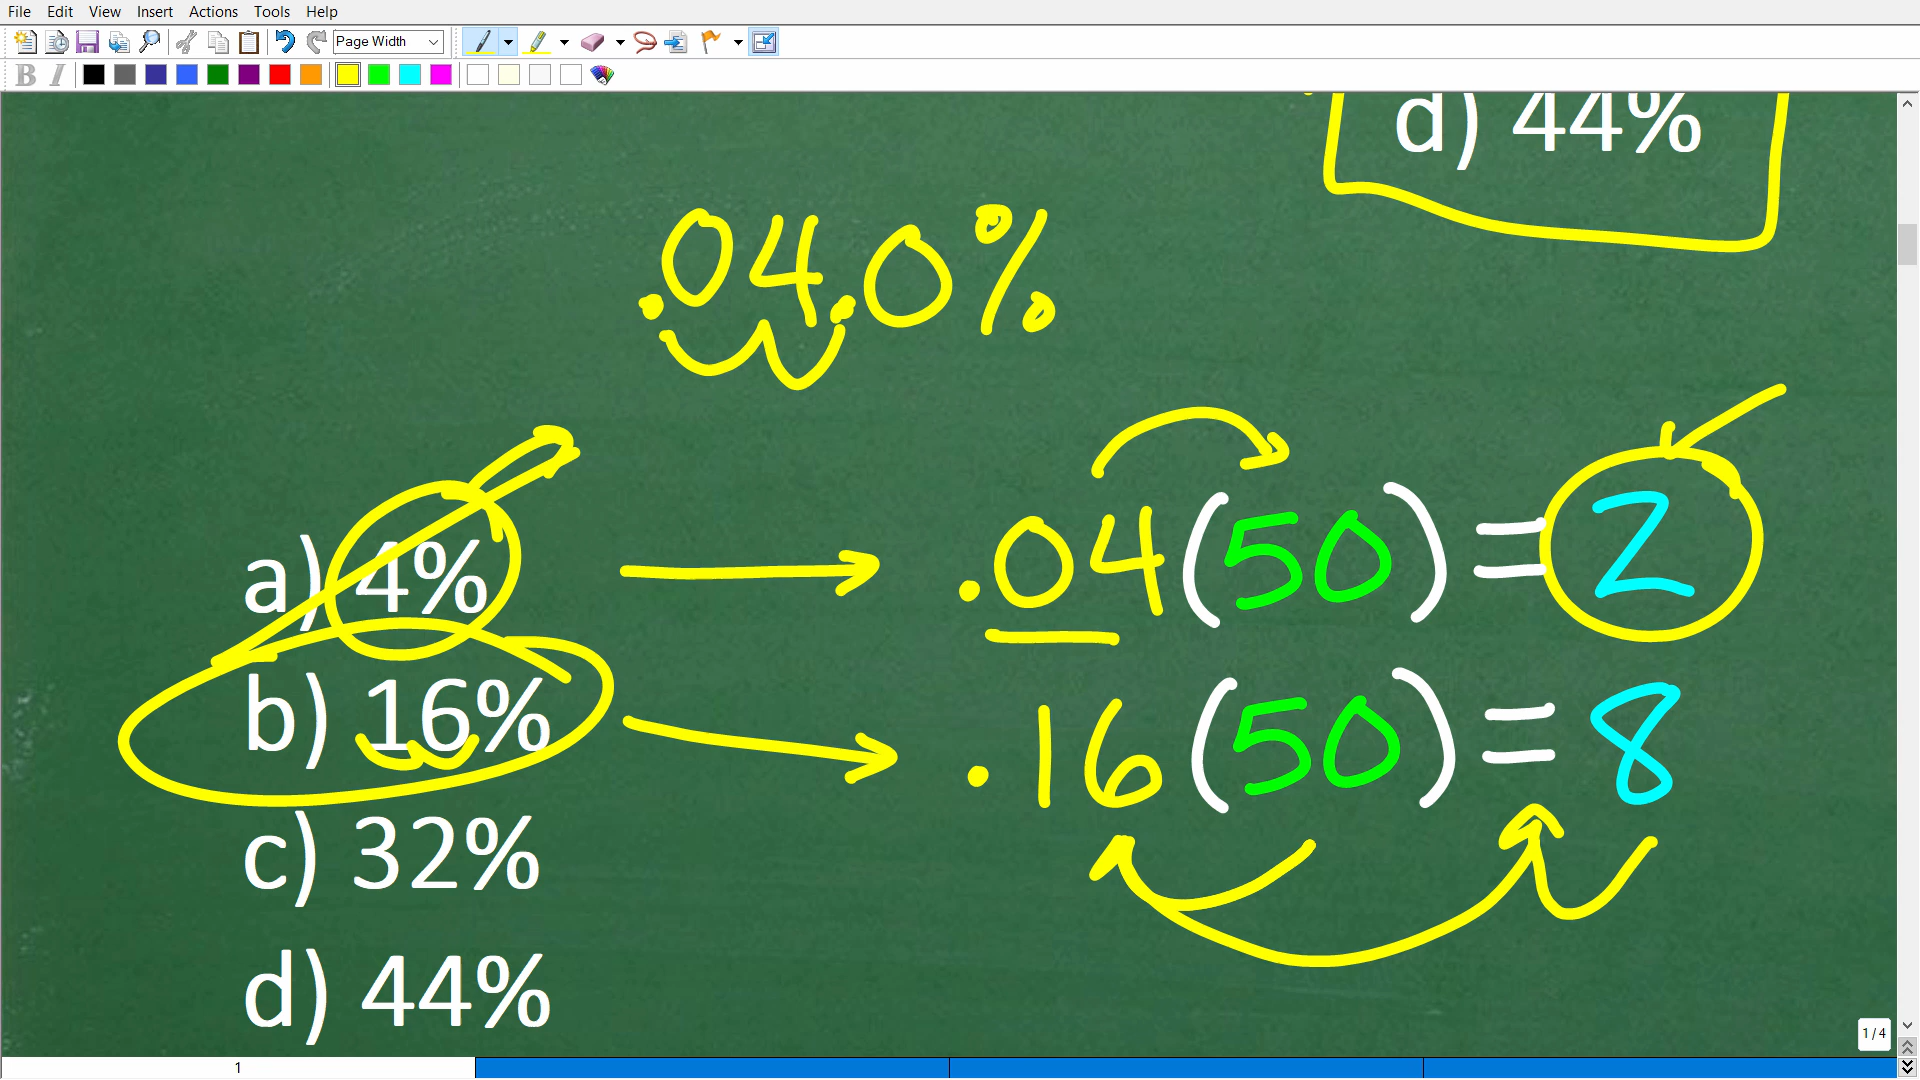 File Edit View Insert Actions Tools Help
Page Width
B I
d) 44%
.04.0%
a) 4% .04(50) = 2
b) 16% .16(50) = 8
c) 32%
d) 44%
1 / 4
1